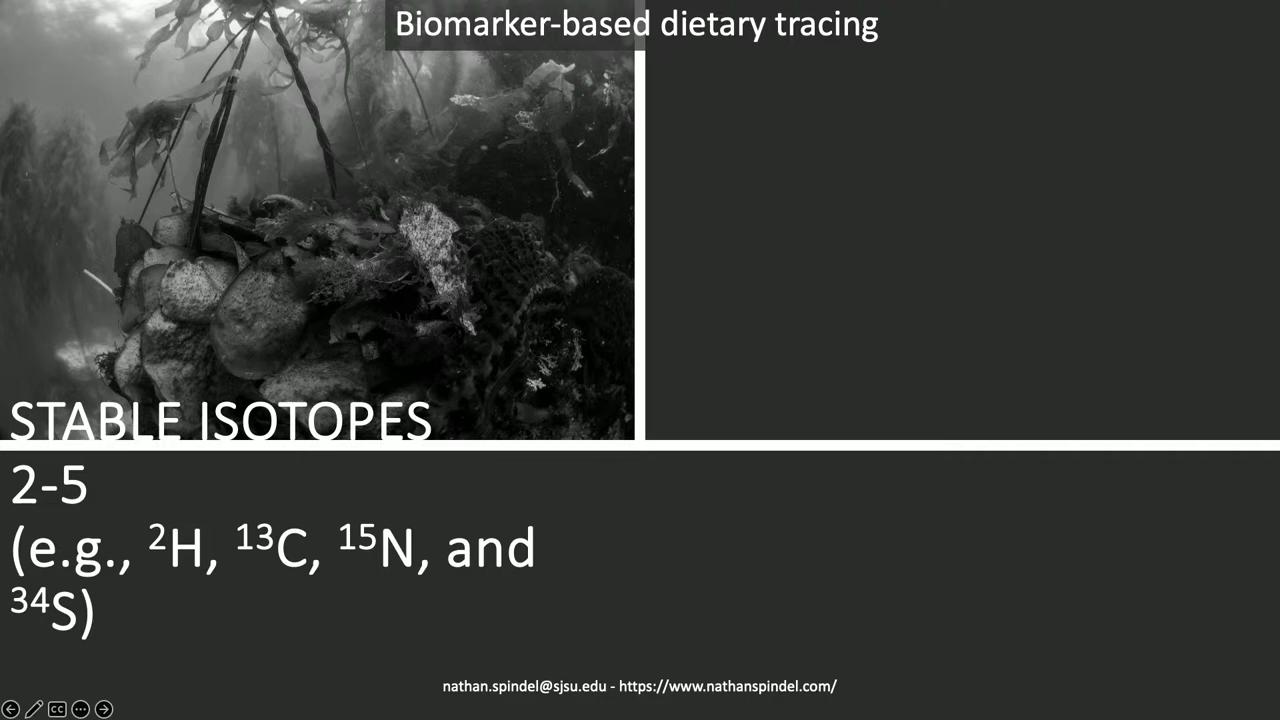 Biomarker-based dietary tracing
STABLE ISOTOPES
2-5
(e.g., ²H, ¹³C, ¹⁵N, and
³⁴S)
nathan.spindel@sjsu.edu - https://www.nathanspindel.com/
CC